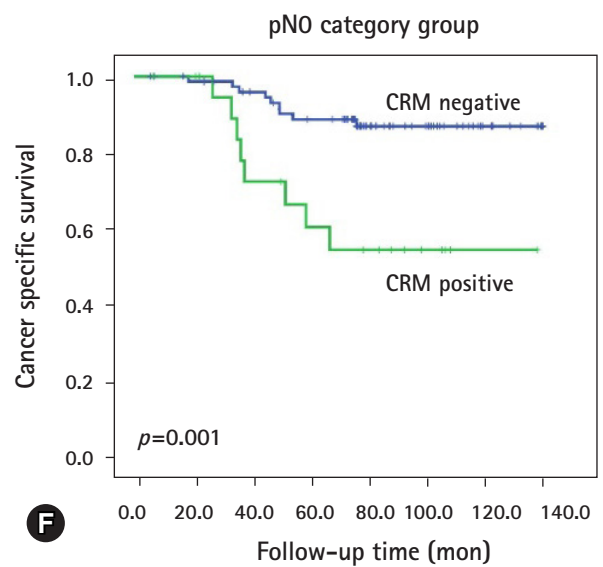 pN0 category group
1.0
0.8
0.6
0.4
0.2
0.0
Cancer specific survival
CRM negative
CRM positive
p=0.001
0.0 20.0 40.0 60.0 80.0 100.0 120.0 140.0
Follow-up time (mon)
F